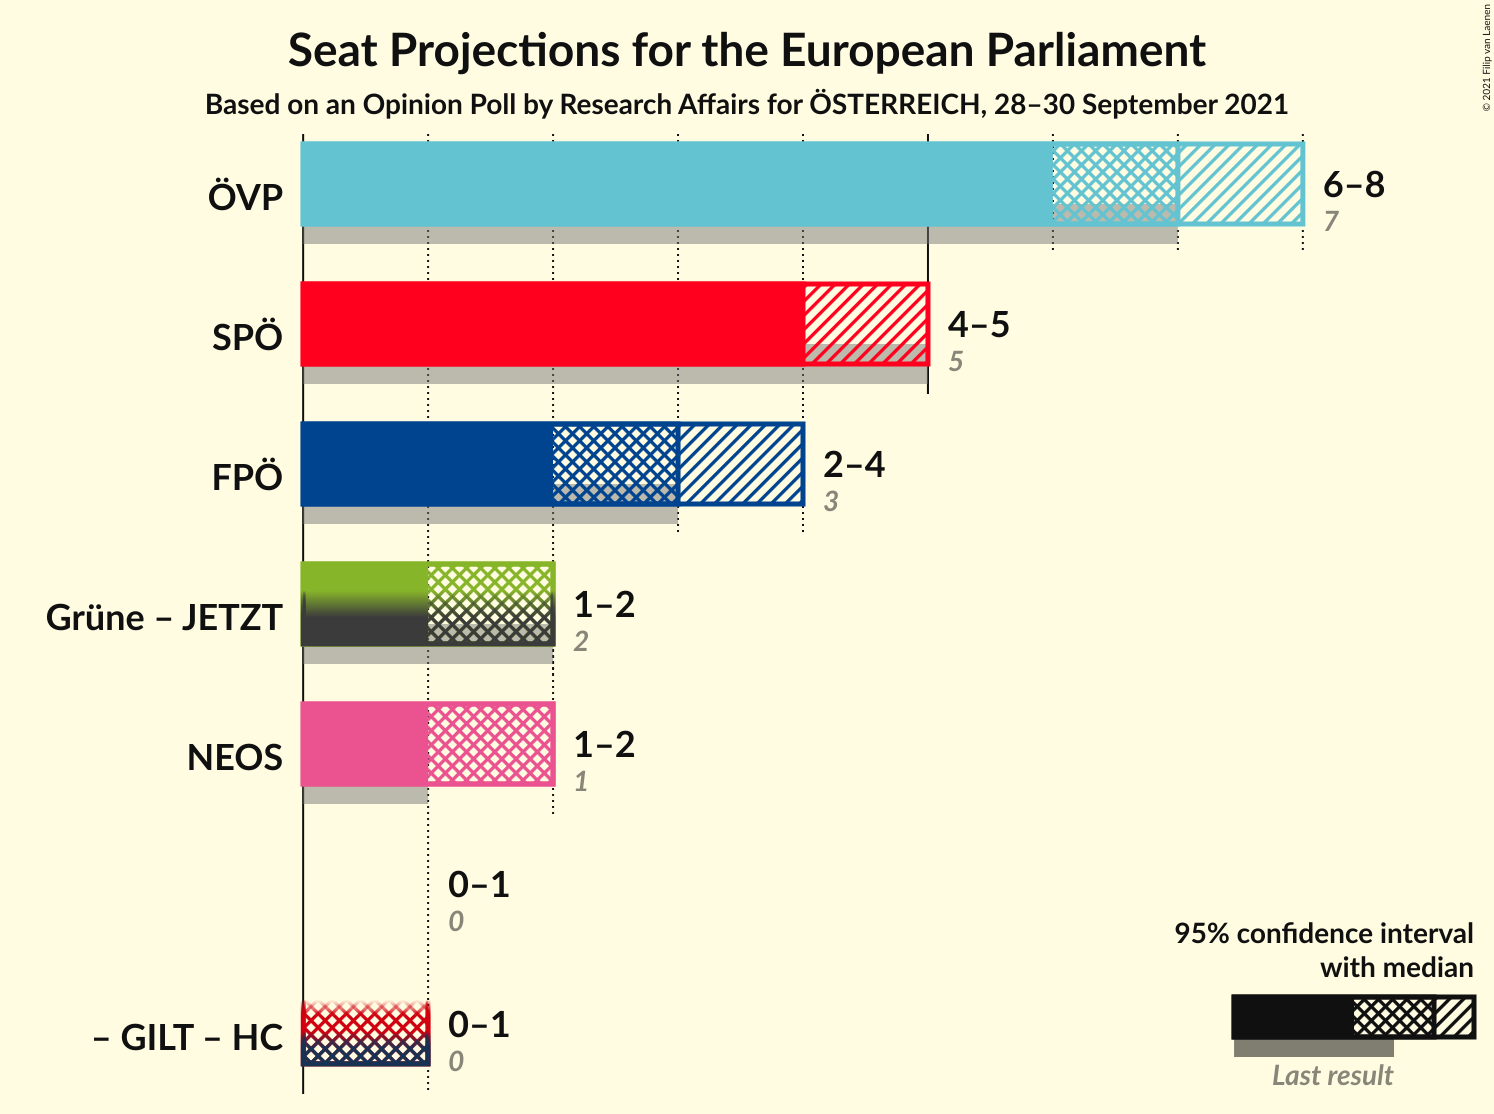 Seat Projections for the European Parliament
Based on an Opinion Poll by Research Affairs for ÖSTERREICH, 28–30 September 2021
© 2021 Filip van Laenen
ÖVP
6–8
7
SPÖ
4–5
5
FPÖ
2–4
3
Grüne – JETZT
1–2
2
NEOS
1–2
1
0–1
0
– GILT – HC
0–1
0
95% confidence interval
with median
Last result